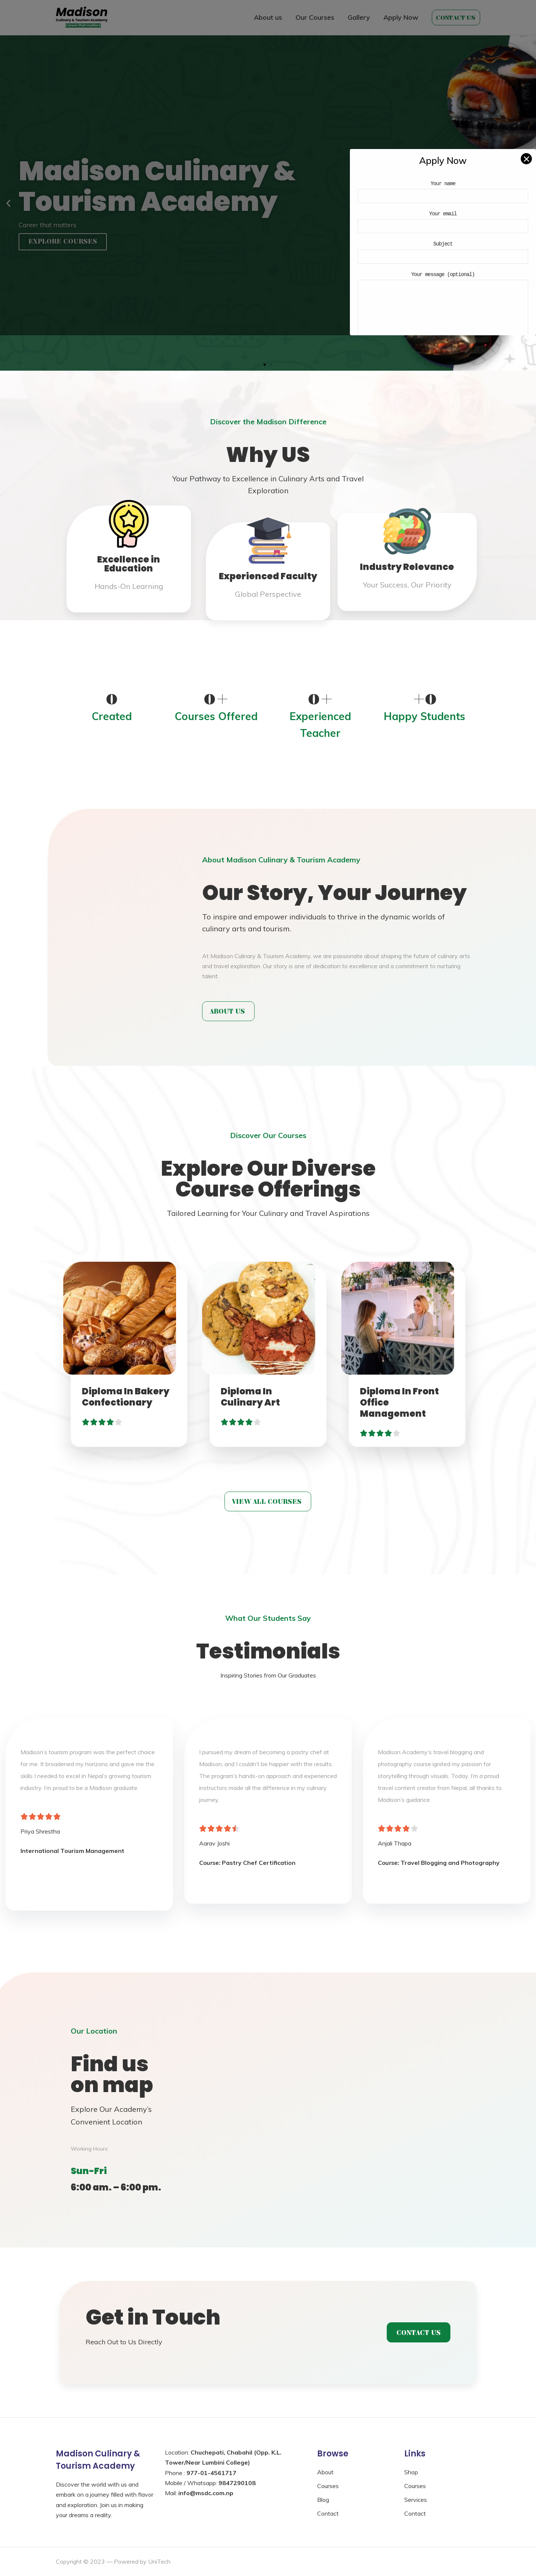 Madison
Culinary & Tourism Academy
About us
Our Courses
Gallery
Apply Now
CONTACT US
Madison Culinary &
Tourism Academy
Career that matters
EXPLORE COURSES
Apply Now
Your name
Your email
Subject
Your message (optional)
Discover the Madison Difference
Why US
Your Pathway to Excellence in Culinary Arts and Travel
Exploration
Excellence in
Education
Hands-On Learning
Experienced Faculty
Global Perspective
Industry Relevance
Your Success, Our Priority
0
Created
0+
Courses Offered
0+
Experienced
Teacher
+0
Happy Students
About Madison Culinary & Tourism Academy
Our Story, Your Journey
To inspire and empower individuals to thrive in the dynamic worlds of
culinary arts and tourism.
At Madison Culinary & Tourism Academy, we are passionate about shaping the future of culinary arts
and travel exploration. Our story is one of dedication to excellence and a commitment to nurturing
talent.
ABOUT US
Discover Our Courses
Explore Our Diverse
Course Offerings
Tailored Learning for Your Culinary and Travel Aspirations
Diploma In Bakery
Confectionary
Diploma In
Culinary Art
Diploma In Front
Office
Management
VIEW ALL COURSES
What Our Students Say
Testimonials
Inspiring Stories from Our Graduates
Madison's tourism program was the perfect choice
for me. It broadened my horizons and gave me the
skills I needed to excel in Nepal's growing tourism
industry. I'm proud to be a Madison graduate.
Priya Shrestha
International Tourism Management
I pursued my dream of becoming a pastry chef at
Madison, and I couldn't be happier with the results.
The program's hands-on approach and experienced
instructors made all the difference in my culinary
journey.
Aarav Joshi
Course: Pastry Chef Certification
Madison Academy's travel blogging and
photography course ignited my passion for
storytelling through visuals. Today, I'm a proud
travel content creator from Nepal, all thanks to
Madison's guidance.
Anjali Thapa
Course: Travel Blogging and Photography
Our Location
Find us
on map
Explore Our Academy's
Convenient Location
Working Hours
Sun-Fri
6:00 am. – 6:00 pm.
Get in Touch
Reach Out to Us Directly
CONTACT US
Madison Culinary &
Tourism Academy
Discover the world with us and
embark on a journey filled with flavor
and exploration. Join us in making
your dreams a reality.
Location: Chuchepati, Chabahil (Opp. K.L.
Tower/Near Lumbini College)
Phone : 977-01-4561717
Mobile / Whatsapp: 9847290108
Mail: info@msdc.com.np
Browse
About
Courses
Blog
Contact
Links
Shop
Courses
Services
Contact
Copyright © 2023 — Powered by UniTech